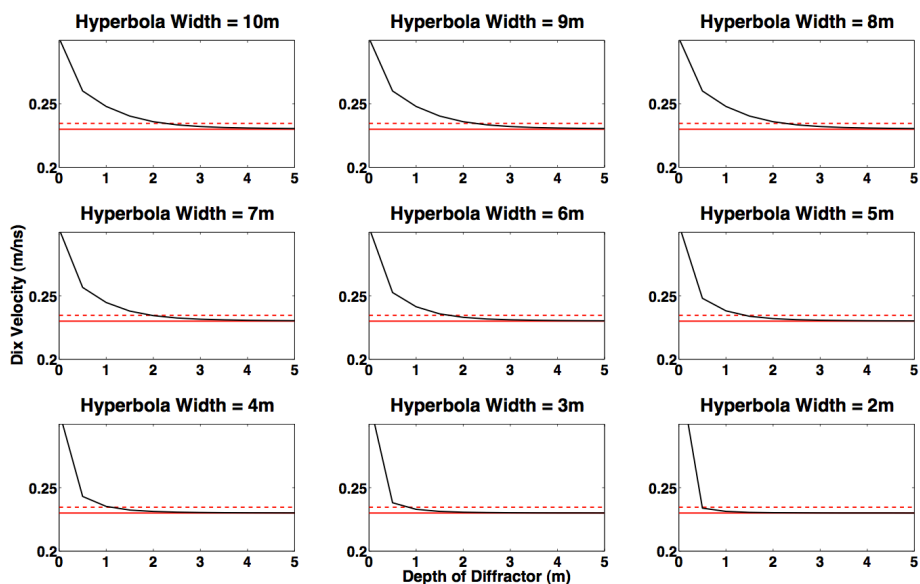 Hyperbola Width = 10m
Hyperbola Width = 9m
Hyperbola Width = 8m
0.25
0.2
0 1 2 3 4 5
0.25
0.2
0 1 2 3 4 5
0.25
0.2
0 1 2 3 4 5
Hyperbola Width = 7m
Hyperbola Width = 6m
Hyperbola Width = 5m
Dix Velocity (m/ns)
0.25
0.2
0 1 2 3 4 5
0.25
0.2
0 1 2 3 4 5
0.25
0.2
0 1 2 3 4 5
Hyperbola Width = 4m
Hyperbola Width = 3m
Hyperbola Width = 2m
0.25
0.2
0 1 2 3 4 5
0.25
0.2
0 1 2 3 4 5
0.25
0.2
0 1 2 3 4 5
Depth of Diffractor (m)